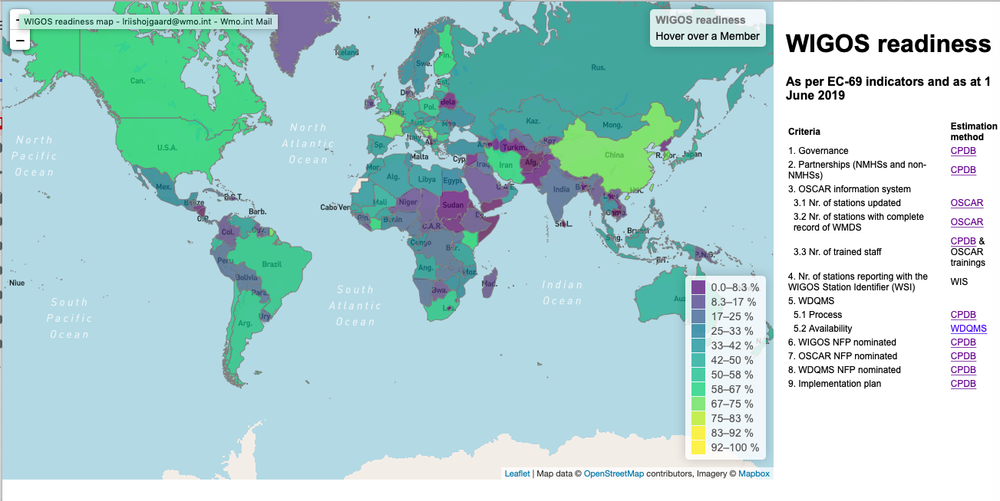 WIGOS readiness map - lriishojgaard@wmo.int - Wmo.int Mail
−
WIGOS readiness
Hover over a Member
Iceland
N.
Fin.
Swe.
Rus.
Can.
Est.
Bela
Pol.
Aust.
Kaz.
Mong.
North
Atlantic
Ocean
North
Pacific
Ocean
U.S.A.
Italy
Sp.
Malta
Cyp.
Turkm.
China
Japan
Mor.
Alg.
Libya
Egypt
Iraq
Iran
Afg.
U.A.E.
India
H.K.
Mex.
Belize
B.C.T.
Barb.
Cabo Ver
Mali
Niger
Sudan
C.A.R.
Benin
Sri L.
Sing.
Brunei
P.N.G.
Col.
Congo
Peru
Brazil
Bolivia
Para.
Ury.
Arg.
Ang.
Moz.
Mad.
Bwa.
Niue
South
Pacific
Ocean
South
Atlantic
Ocean
Indian
Ocean
0.0–8.3 %
8.3–17 %
17–25 %
25–33 %
33–42 %
42–50 %
50–58 %
58–67 %
67–75 %
75–83 %
83–92 %
92–100 %
Leaflet | Map data © OpenStreetMap contributors, Imagery © Mapbox
WIGOS readiness
As per EC-69 indicators and as at 1
June 2019
Criteria Estimation method
1. Governance CPDB
2. Partnerships (NMHSs and non-
NMHSs) CPDB
3. OSCAR information system
3.1 Nr. of stations updated OSCAR
3.2 Nr. of stations with complete
record of WMDS OSCAR
3.3 Nr. of trained staff CPDB & OSCAR trainings
4. Nr. of stations reporting with the
WIGOS Station Identifier (WSI) WIS
5. WDQMS
5.1 Process CPDB
5.2 Availability WDQMS
6. WIGOS NFP nominated CPDB
7. OSCAR NFP nominated CPDB
8. WDQMS NFP nominated CPDB
9. Implementation plan CPDB